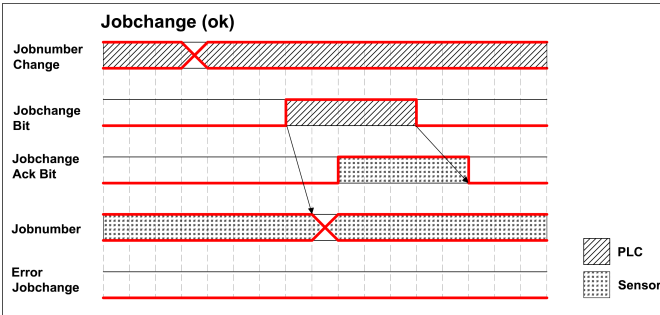 Jobchange (ok)
Jobnumber
Change
Jobchange
Bit
Jobchange
Ack Bit
Jobnumber
Error
Jobchange
PLC
Sensor